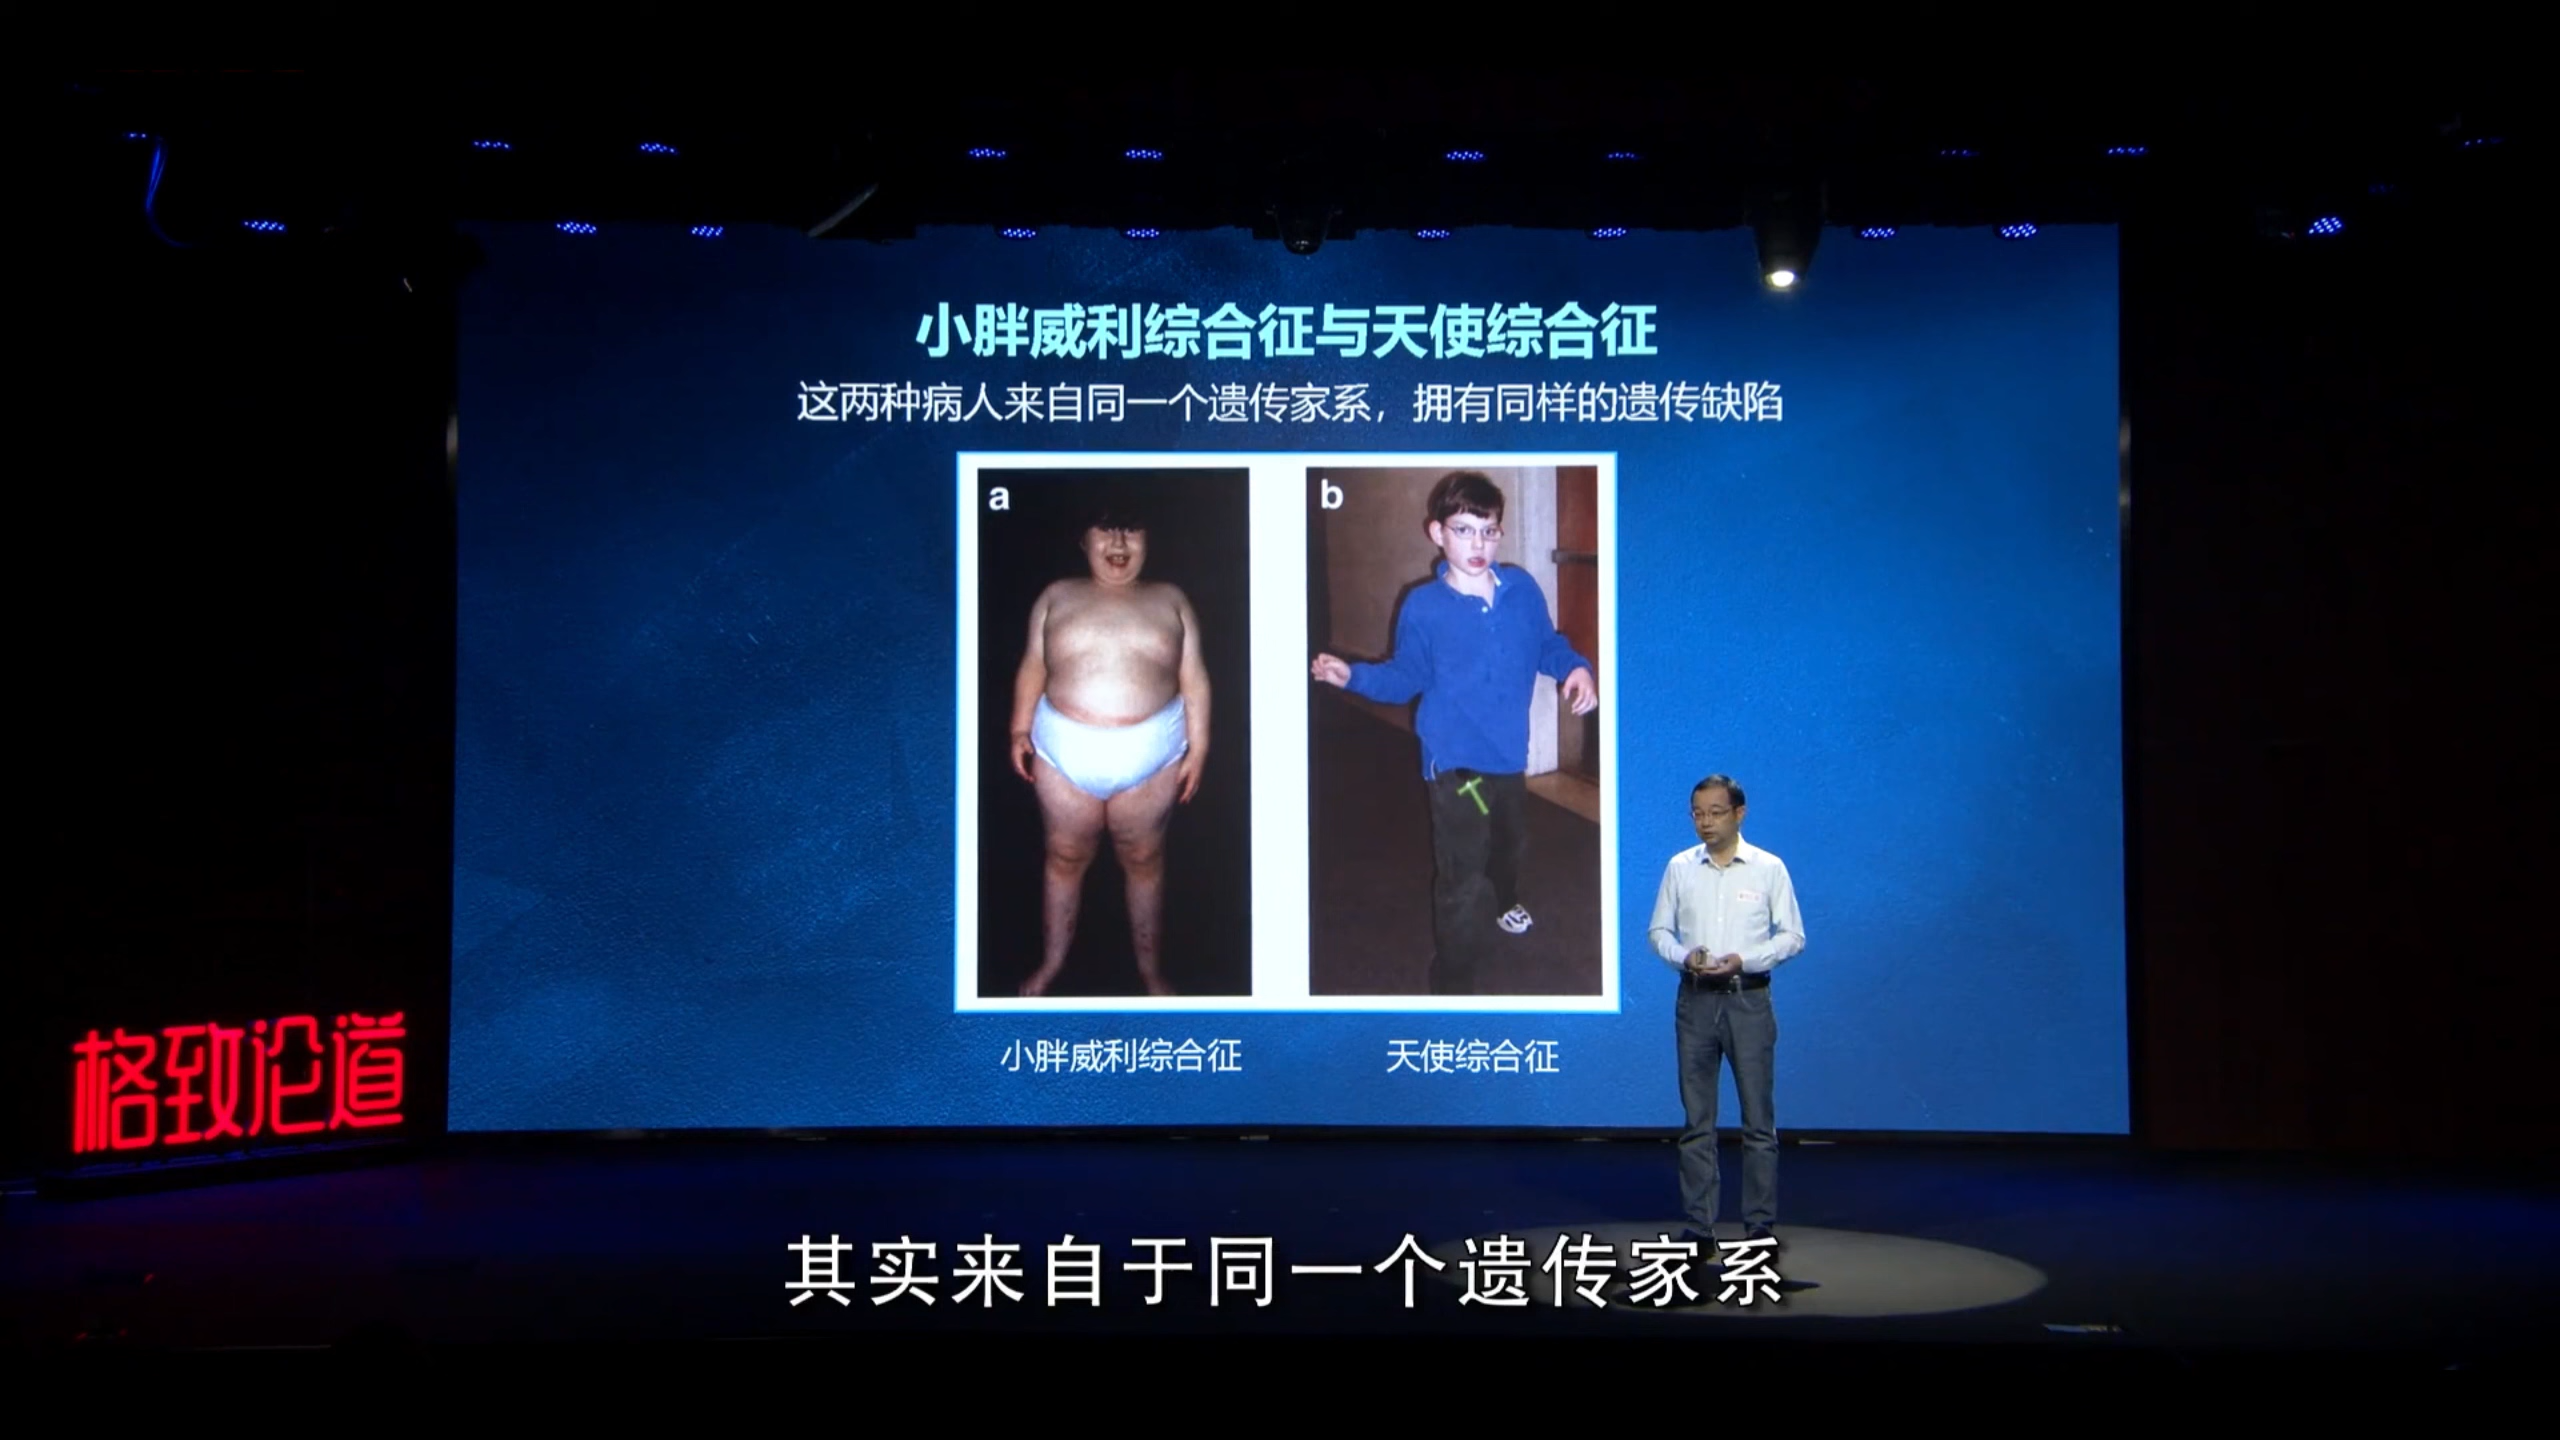 小胖威利综合征与天使综合征
这两种病人来自同一个遗传家系，拥有同样的遗传缺陷
a
b
小胖威利综合征
天使综合征
格致论道
其实来自于同一个遗传家系